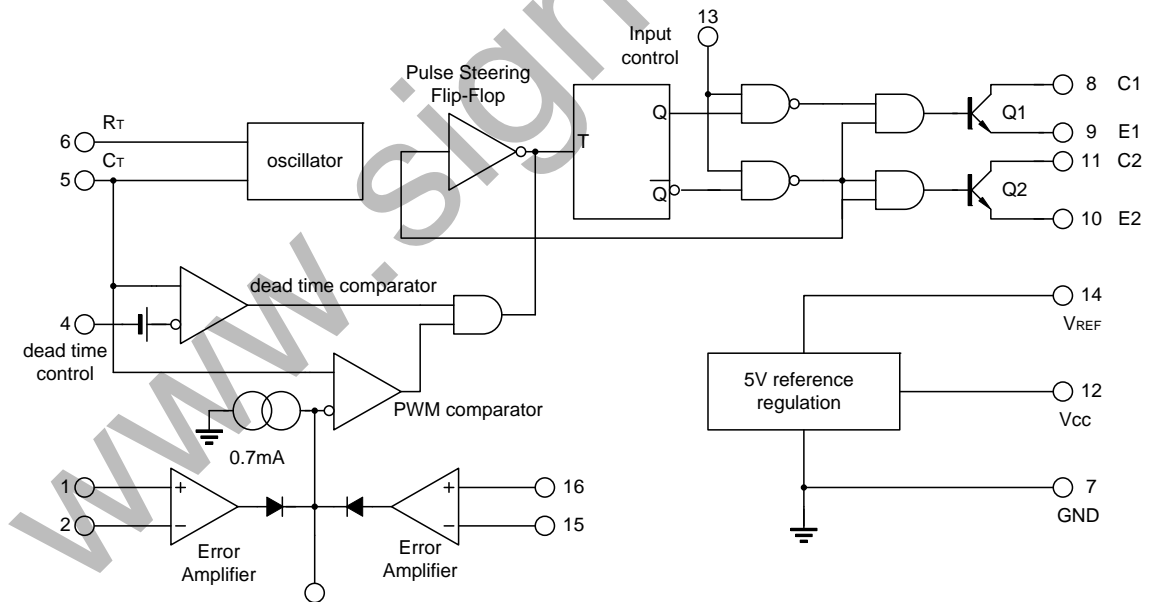 13
Input
control
Pulse Steering
Flip-Flop
8 C1
Q1
9 E1
11 C2
Q2
10 E2
6
RT
CT
5
oscillator
T
Q
Q
dead time comparator
4
dead time
control
PWM comparator
0.7mA
14
VREF
5V reference
regulation
12
Vcc
7
GND
1
+
2
−
Error
Amplifier
+
16
−
15
Error
Amplifier